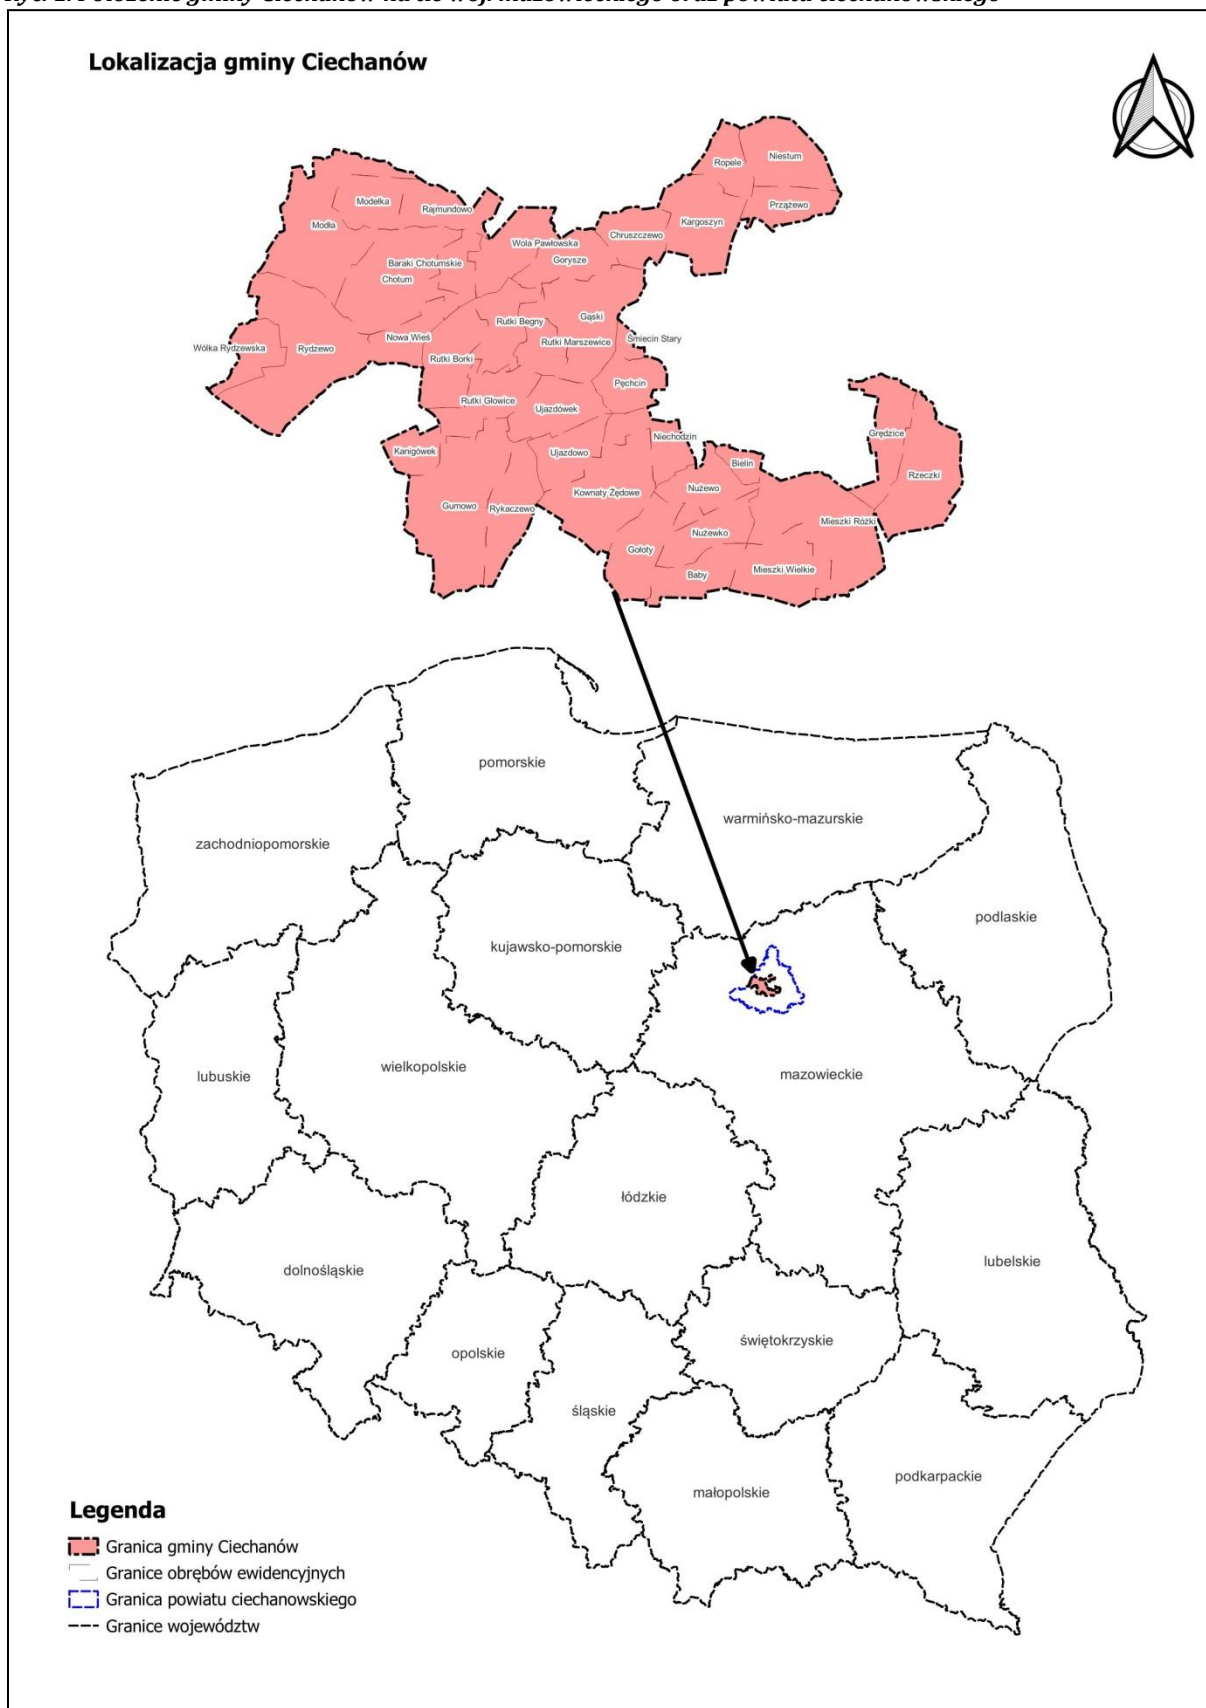 Lokalizacja gminy Ciechanów
Niestum
Ropele
Modełka
Przążewo
Rajmundowo
Kargoszyn
Modła
Chruszczewo
Wola Pawłowska
Gorysze
Baraki Chotumskie
Chotum
Gąski
Rutki Begny
Nowa Wieś
Śmiecin Stary
Rutki Marszewice
Wólka Rydzewska
Rydzewo
Rutki Borki
Pęchcin
Rutki Głowice
Ujazdówek
Grędzice
Niechodzin
Kanigówek
Ujazdowo
Bielin
Rzeczki
Nużewo
Kownaty Żędowe
Gumowo
Rykaczewo
Mieszki Różki
Nużewko
Gołoty
Mieszki Wielkie
Baby
pomorskie
warmińsko-mazurskie
zachodniopomorskie
podlaskie
kujawsko-pomorskie
wielkopolskie
mazowieckie
lubuskie
łódzkie
lubelskie
dolnośląskie
świętokrzyskie
opolskie
śląskie
podkarpackie
małopolskie
Legenda
Granica gminy Ciechanów
Granice obrębów ewidencyjnych
Granica powiatu ciechanowskiego
Granice województw